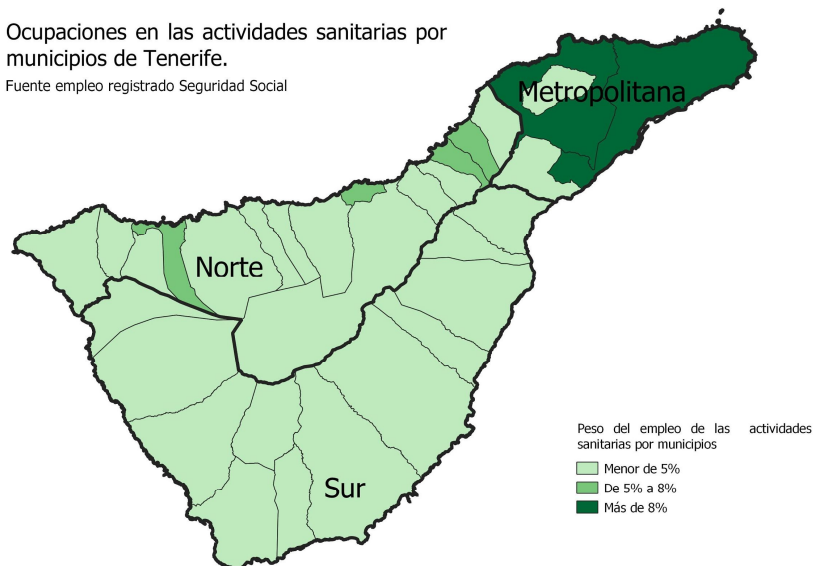 Ocupaciones en las actividades sanitarias por
municipios de Tenerife.
Fuente empleo registrado Seguridad Social
Metropolitana
Norte
Sur
Peso del empleo de las actividades
sanitarias por municipios
Menor de 5%
De 5% a 8%
Más de 8%